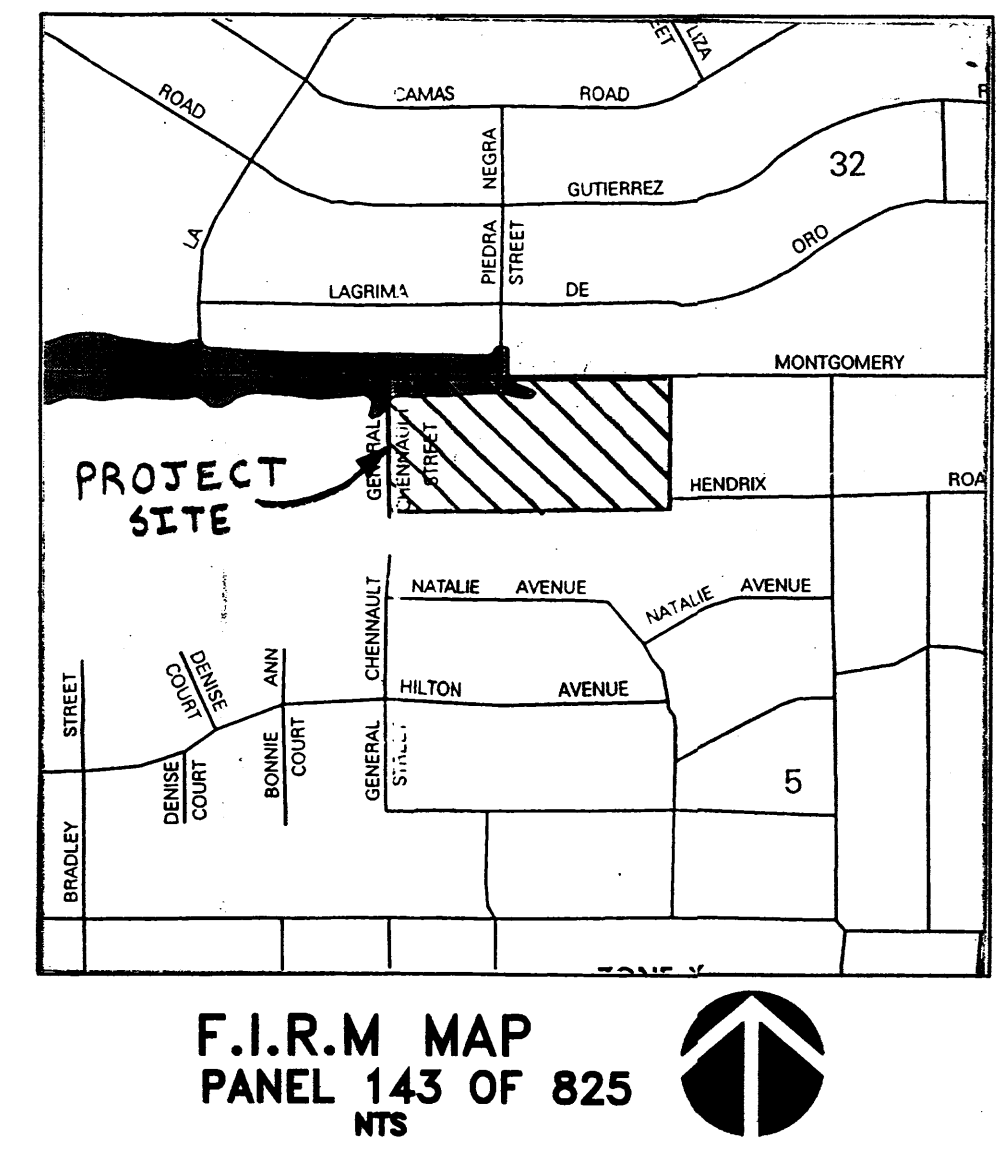 LIZA
ROAD
CAMAS ROAD
NEGRA
32
GUTIERREZ
LA
PIEDRA
STREET
ORO
LAGRIMA DE
MONTGOMERY
GENERAL
CHENNAULT
STREET
PROJECT
SITE
HENDRIX
ROA
NATALIE AVENUE
NATALIE AVENUE
CHENNAULT
DENISE
COURT
ANN
STREET
HILTON AVENUE
BONNIE
COURT
GENERAL
STREET
DENISE
COURT
5
BRADLEY
F.I.R.M MAP
PANEL 143 OF 825
NTS